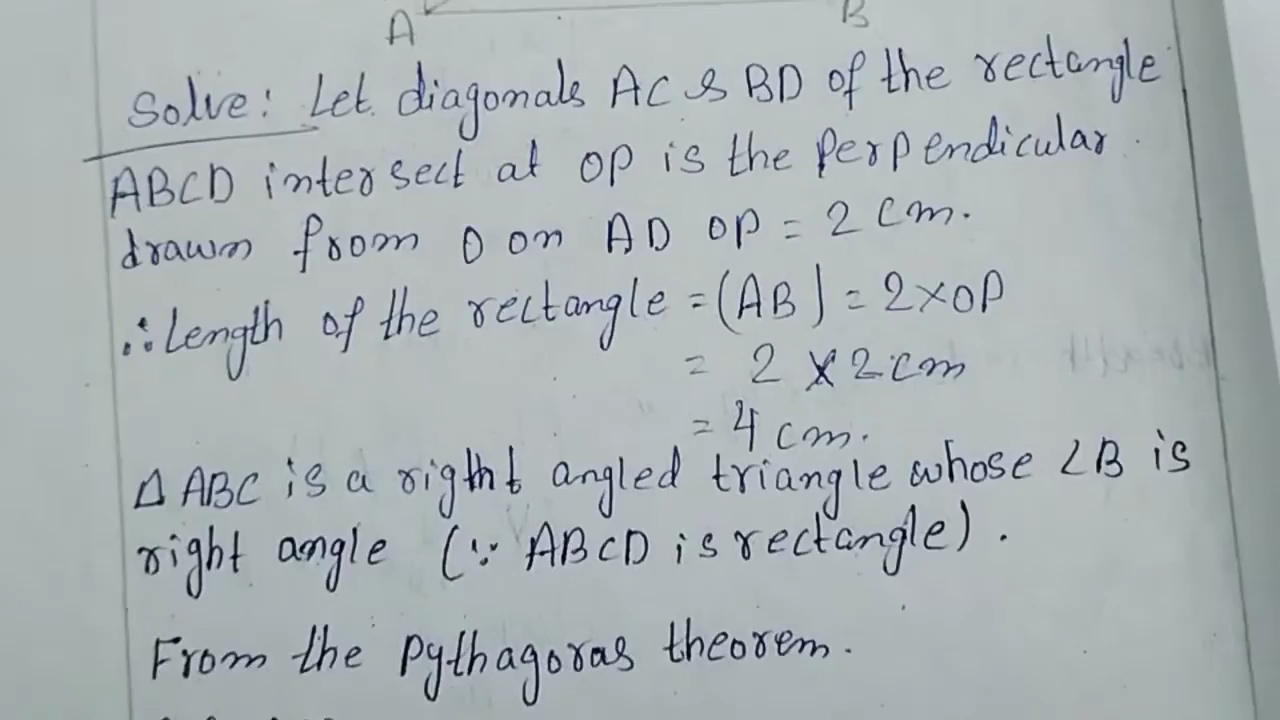 A B
Solve: Let diagonals AC & BD of the rectangle
ABCD intersect at OP is the perpendicular.
drawn from O on AD OP = 2 cm.
∴ Length of the rectangle = (AB) = 2×OP
= 2 × 2 cm
= 4 cm.
△ ABC is a right angled triangle whose ∠B is
right angle (∵ ABCD is rectangle).
From the Pythagoras theorem.